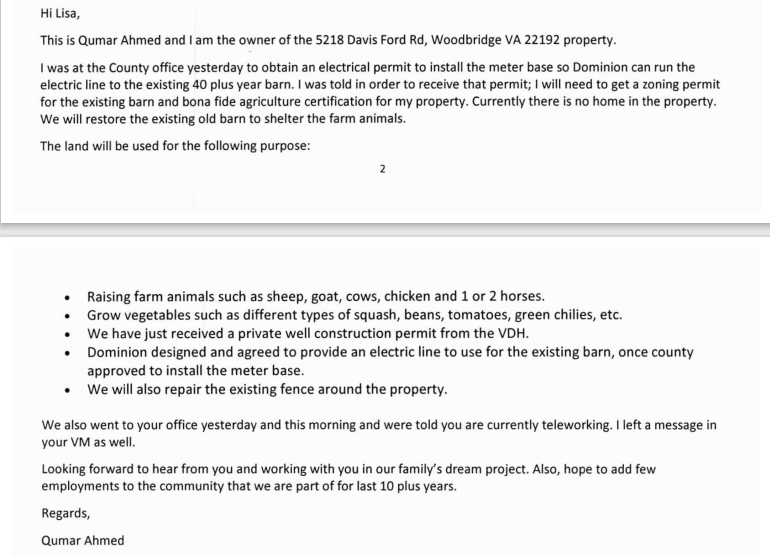 Hi Lisa,
This is Qumar Ahmed and I am the owner of the 5218 Davis Ford Rd, Woodbridge VA 22192 property.
I was at the County office yesterday to obtain an electrical permit to install the meter base so Dominion can run the
electric line to the existing 40 plus year barn. I was told in order to receive that permit; I will need to get a zoning permit
for the existing barn and bona fide agriculture certification for my property. Currently there is no home in the property.
We will restore the existing old barn to shelter the farm animals.
The land will be used for the following purpose:
2
• Raising farm animals such as sheep, goat, cows, chicken and 1 or 2 horses.
• Grow vegetables such as different types of squash, beans, tomatoes, green chilies, etc.
• We have just received a private well construction permit from the VDH.
• Dominion designed and agreed to provide an electric line to use for the existing barn, once county
approved to install the meter base.
• We will also repair the existing fence around the property.
We also went to your office yesterday and this morning and were told you are currently teleworking. I left a message in
your VM as well.
Looking forward to hear from you and working with you in our family's dream project. Also, hope to add few
employments to the community that we are part of for last 10 plus years.
Regards,
Qumar Ahmed